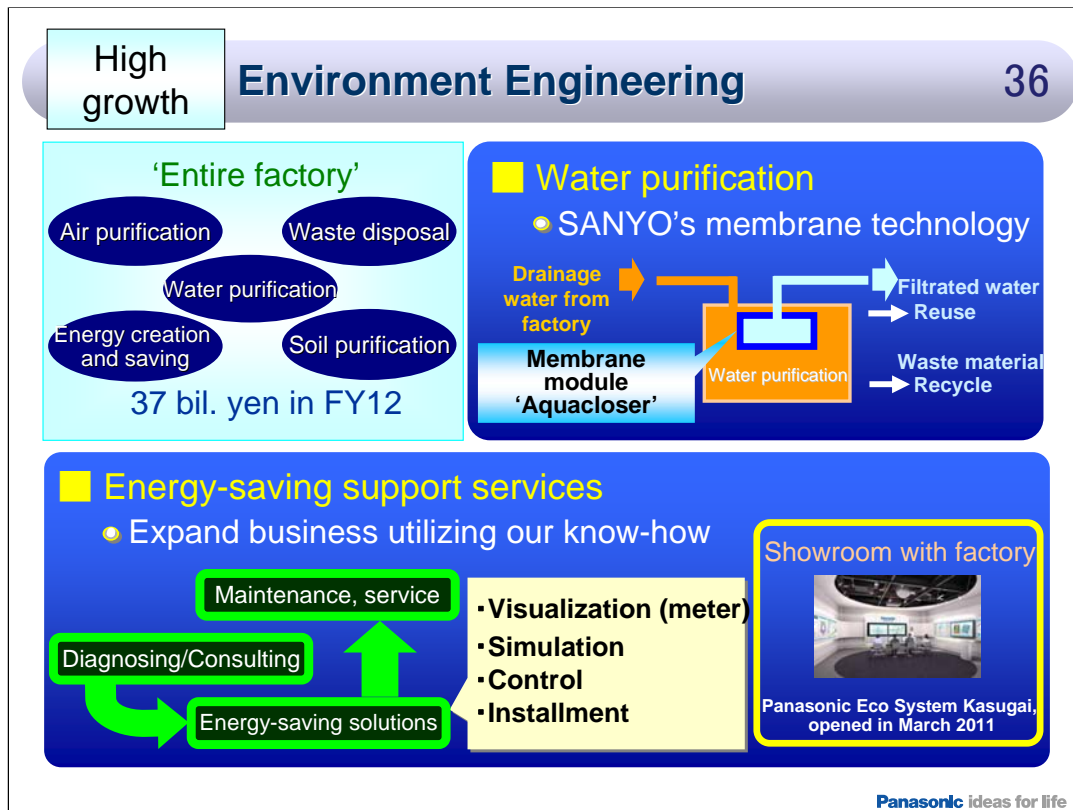 High
growth
Environment Engineering
36
‘Entire factory’
Air purification
Waste disposal
Water purification
Energy creation
and saving
Soil purification
37 bil. yen in FY12
Water purification
SANYO’s membrane technology
Drainage
water from
factory
Filtrated water
Reuse
Membrane
module
‘Aquacloser’
Water purification
Waste material
Recycle
Energy-saving support services
Expand business utilizing our know-how
Maintenance, service
Diagnosing/Consulting
Energy-saving solutions
・Visualization (meter)
・Simulation
・Control
・Installment
Showroom with factory
Panasonic Eco System Kasugai,
opened in March 2011
Panasonic ideas for life